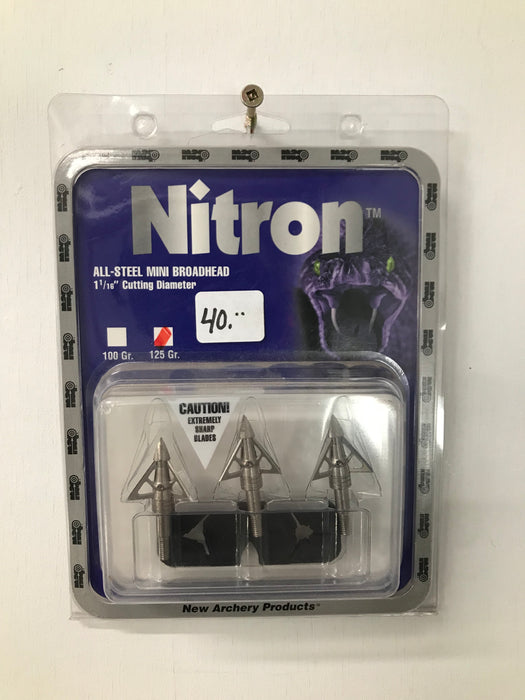 Nitron™
ALL-STEEL MINI BROADHEAD
1 1/16" Cutting Diameter
40.
100 Gr.
125 Gr.
CAUTION!
EXTREMELY
SHARP
BLADES
New Archery Products™